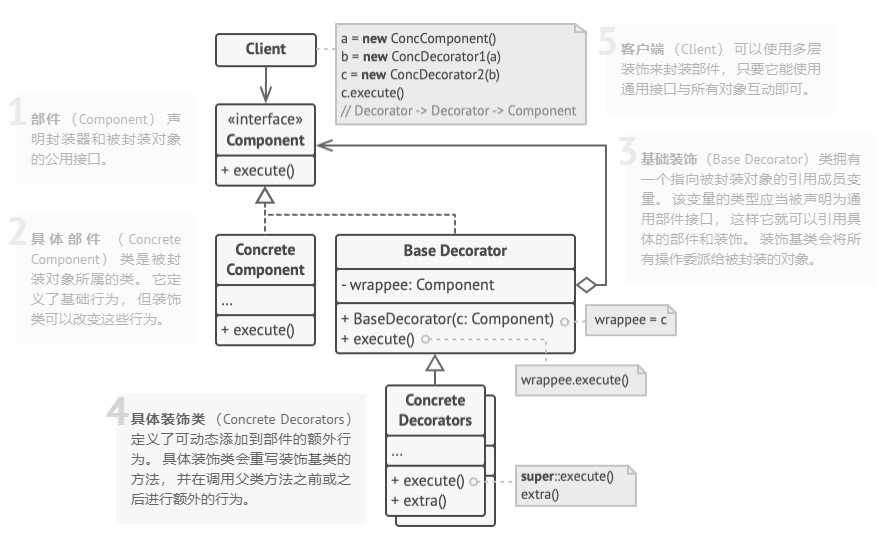 Client
a = new ConcComponent()
b = new ConcDecorator1(a)
c = new ConcDecorator2(b)
c.execute()
// Decorator -> Decorator -> Component
5
客户端 （Client） 可以使用多层
装饰来封装部件， 只要它能使用
通用接口与所有对象互动即可。
1
部件 （Component） 声
明封装器和被封装对象
的公用接口。
«interface»
Component
+ execute()
3
基础装饰 （Base Decorator） 类拥有
一个指向被封装对象的引用成员变
量。 该变量的类型应当被声明为通
用部件接口， 这样它就可以引用具
体的部件和装饰。 装饰基类会将所
有操作委派给被封装的对象。
2
具体部件 （Concrete
Component） 类是被封
装对象所属的类。 它定
义了基础行为， 但装饰
类可以改变这些行为。
Concrete
Component
...
+ execute()
Base Decorator
- wrappee: Component
+ BaseDecorator(c: Component)
+ execute()
wrappee = c
wrappee.execute()
4
具体装饰类 （Concrete Decorators）
定义了可动态添加到部件的额外行
为。 具体装饰类会重写装饰基类的
方法， 并在调用父类方法之前或之
后进行额外的行为。
Concrete
Decorators
...
+ execute()
+ extra()
super::execute()
extra()